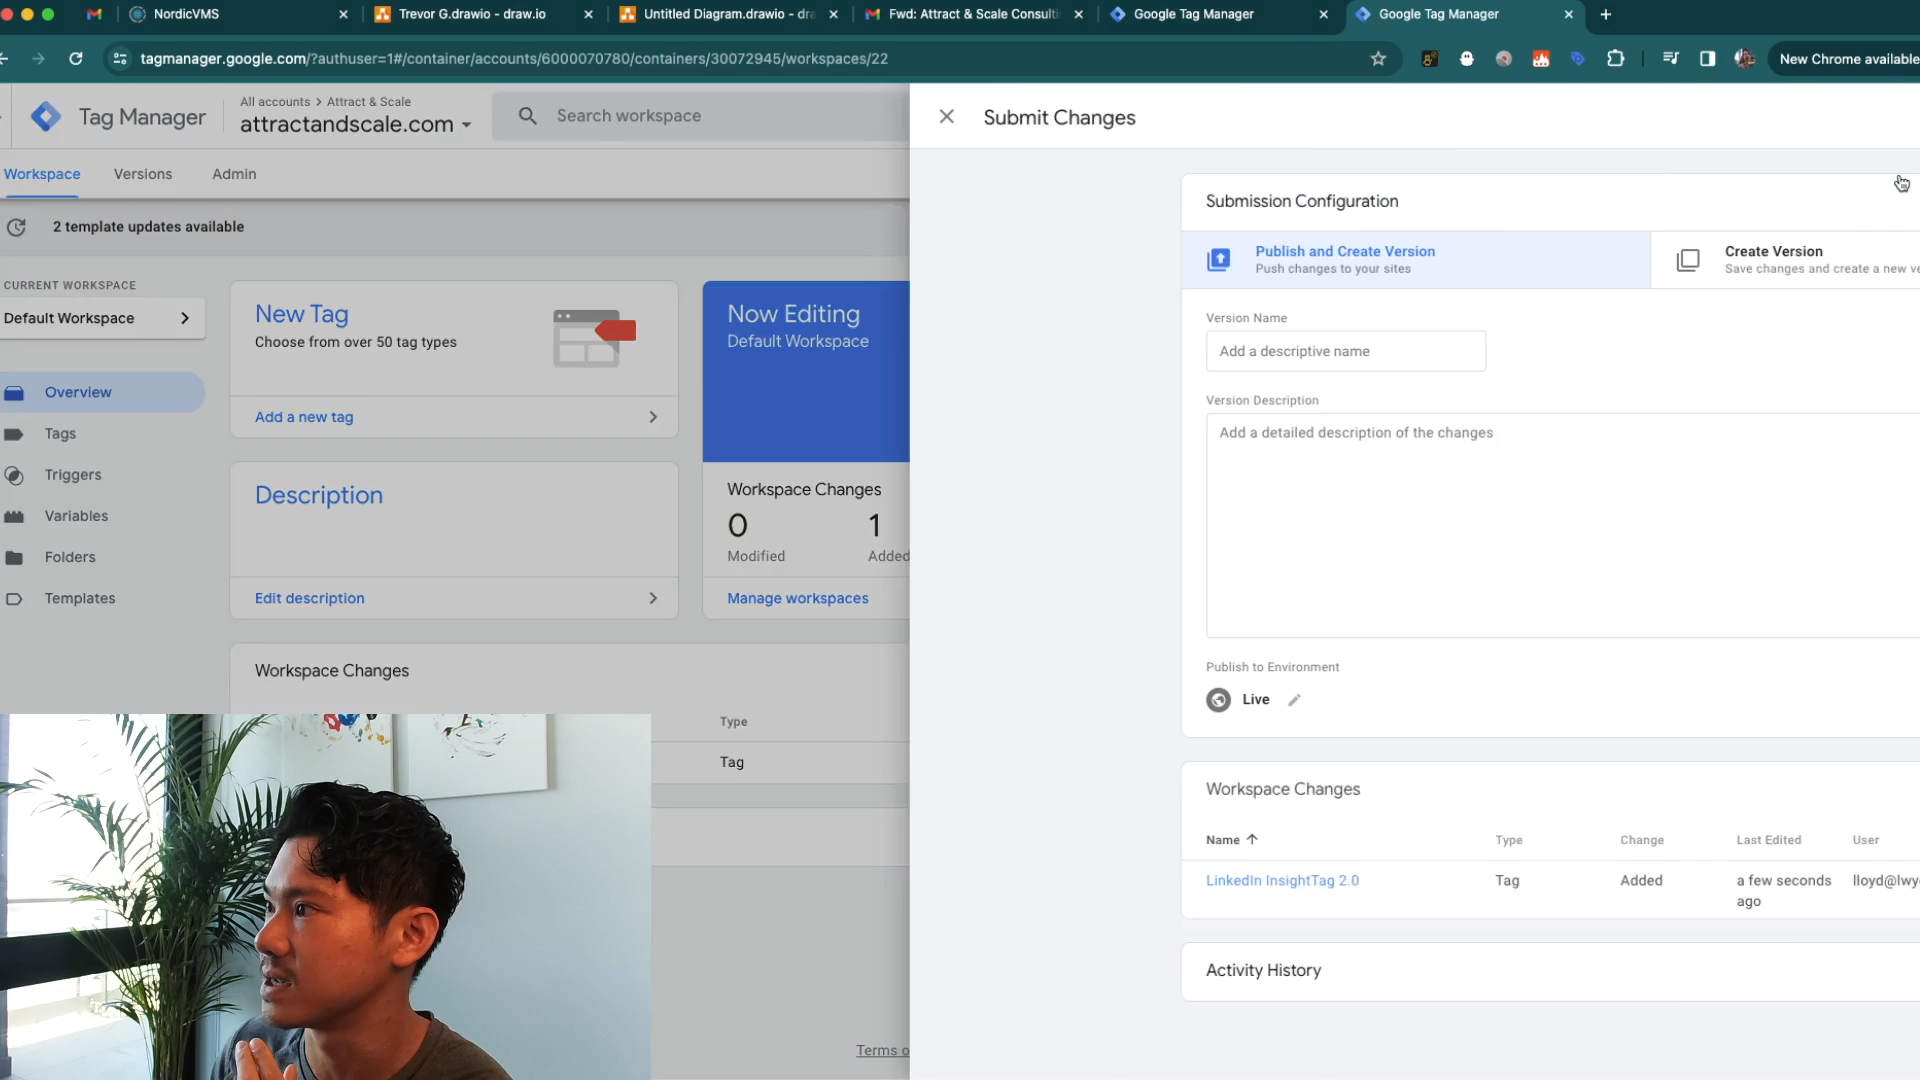 NordicVMS
Trevor G.drawio - draw.io
Untitled Diagram.drawio - dra
Fwd: Attract & Scale Consulti
Google Tag Manager
Google Tag Manager
tagmanager.google.com/?authuser=1#/container/accounts/6000070780/containers/30072945/workspaces/22
New Chrome available
Tag Manager
All accounts > Attract & Scale
attractandscale.com
Search workspace
Workspace
Versions
Admin
2 template updates available
CURRENT WORKSPACE
Default Workspace
Overview
Tags
Triggers
Variables
Folders
Templates
New Tag
Choose from over 50 tag types
Add a new tag
Description
Edit description
Now Editing
Default Workspace
Workspace Changes
0
1
Modified
Added
Manage workspaces
Workspace Changes
Type
Tag
Terms o
Submit Changes
Submission Configuration
Publish and Create Version
Push changes to your sites
Create Version
Save changes and create a new ve
Version Name
Add a descriptive name
Version Description
Add a detailed description of the changes
Publish to Environment
Live
Workspace Changes
Name
Type
Change
Last Edited
User
LinkedIn InsightTag 2.0
Tag
Added
a few seconds
ago
lloyd@lwy
Activity History